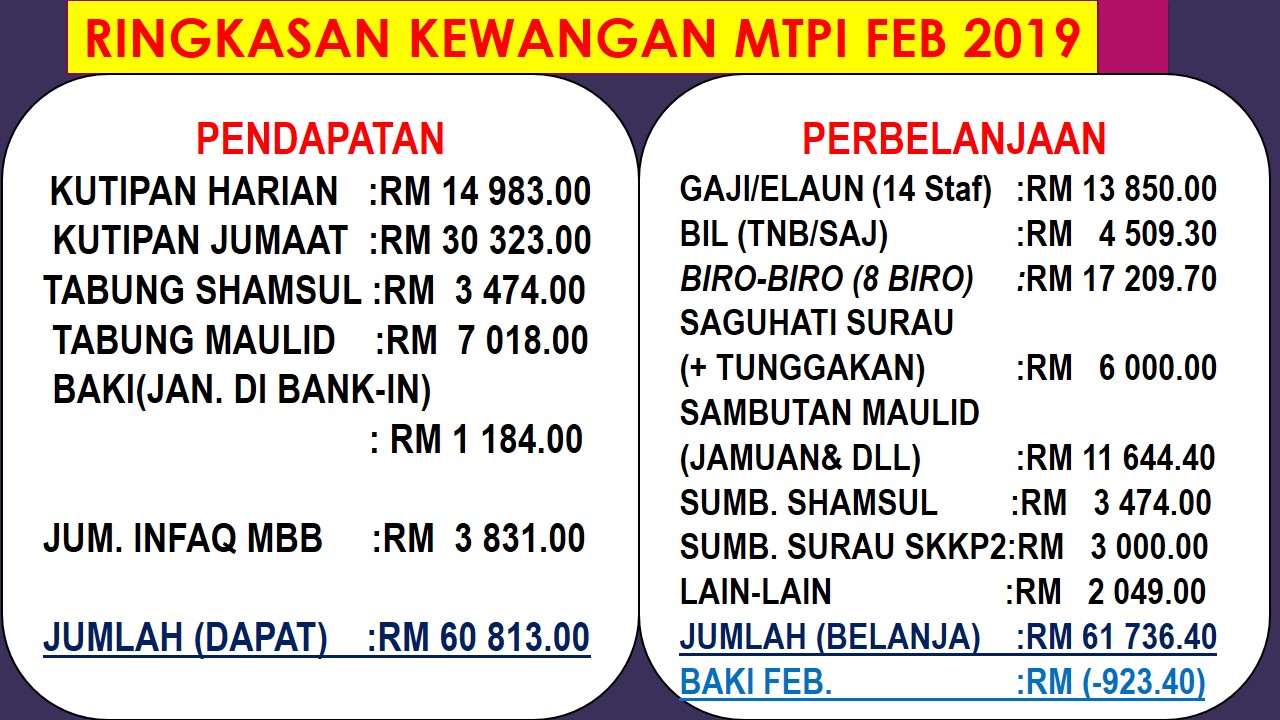 RINGKASAN KEWANGAN MTPI FEB 2019
PENDAPATAN
KUTIPAN HARIAN :RM 14 983.00
KUTIPAN JUMAAT :RM 30 323.00
TABUNG SHAMSUL :RM 3 474.00
TABUNG MAULID :RM 7 018.00
BAKI(JAN. DI BANK-IN)
: RM 1 184.00
JUM. INFAQ MBB :RM 3 831.00
JUMLAH (DAPAT) :RM 60 813.00
PERBELANJAAN
GAJI/ELAUN (14 Staf) :RM 13 850.00
BIL (TNB/SAJ) :RM 4 509.30
BIRO-BIRO (8 BIRO) :RM 17 209.70
SAGUHATI SURAU
(+ TUNGGAKAN) :RM 6 000.00
SAMBUTAN MAULID
(JAMUAN& DLL) :RM 11 644.40
SUMB. SHAMSUL :RM 3 474.00
SUMB. SURAU SKKP2:RM 3 000.00
LAIN-LAIN :RM 2 049.00
JUMLAH (BELANJA) :RM 61 736.40
BAKI FEB. :RM (-923.40)